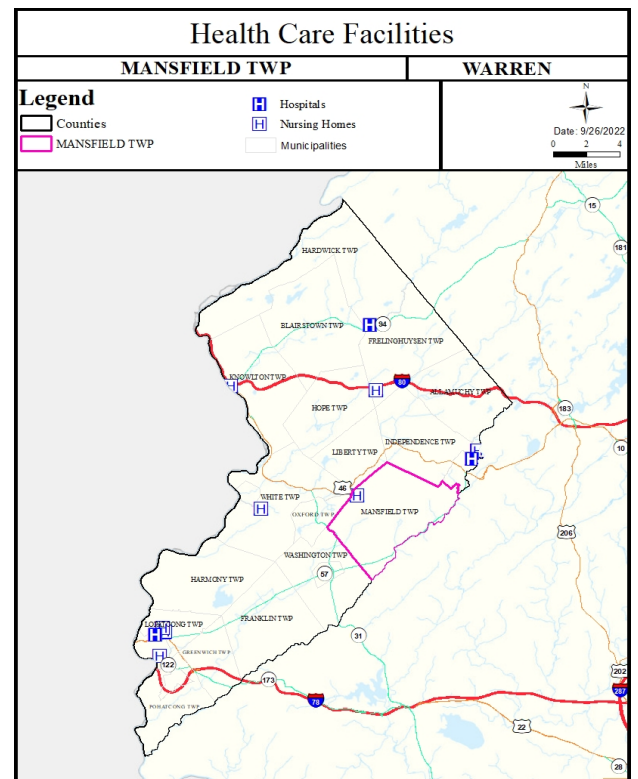 Health Care Facilities
MANSFIELD TWP
WARREN
Legend
Counties
MANSFIELD TWP
H Hospitals
H Nursing Homes
Municipalities
N
Date: 9/26/2022
0 2 4
Miles
15
181
HARDWICK TWP
BLAIRSTOWN TWP
H 94
FRELINGHUYSEN TWP
KNOWLTON TWP
H
H
80
ALLAMUCHY TWP
HOPE TWP
183
10
INDEPENDENCE TWP
LIBERTY TWP
H
46
H
WHITE TWP
H
OXFORD TWP
MANSFIELD TWP
206
WASHINGTON TWP
57
HARMONY TWP
FRANKLIN TWP
31
H
GREENWICH TWP
H
122
173
202
287
78
POHATCONG TWP
22
28